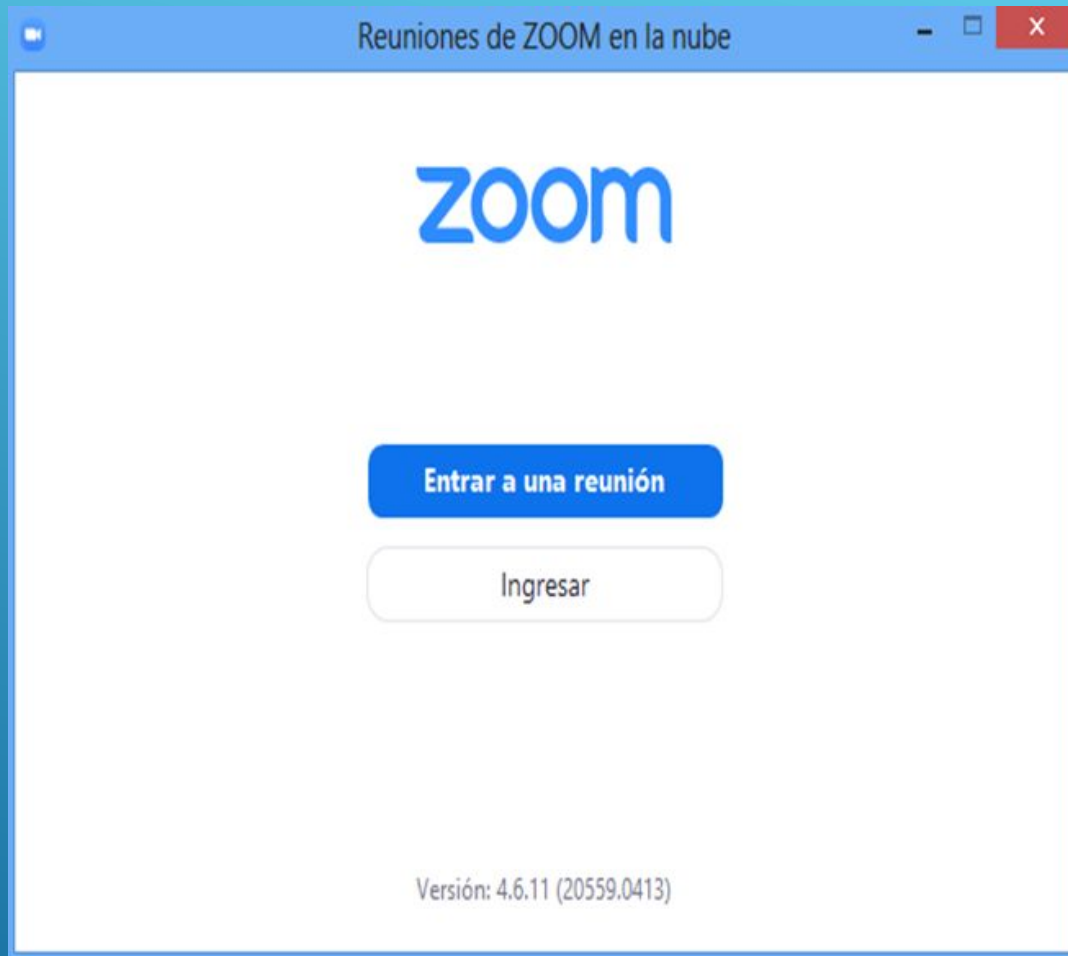 Reuniones de ZOOM en la nube
zoom
Entrar a una reunión
Ingresar
Versión: 4.6.11 (20559.0413)